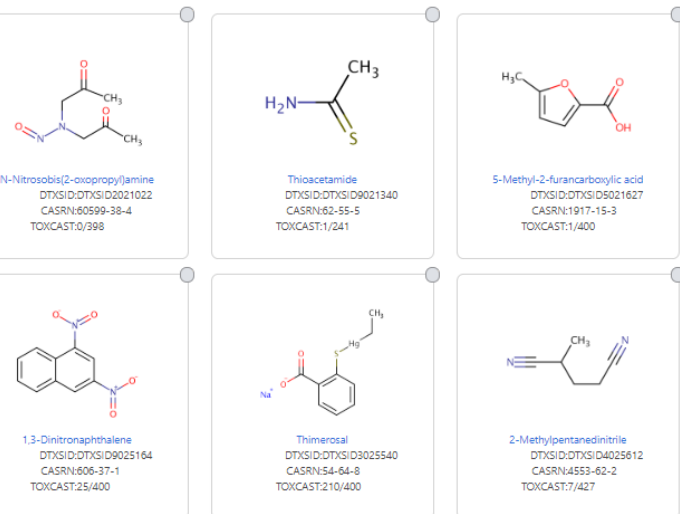 O
CH₃
O
O
N
N
CH₃
N-Nitrosobis(2-oxopropyl)amine
DTXSID:DTXSID2021022
CASRN:60599-38-4
TOXCAST:0/398
CH₃
H₂N
S
Thioacetamide
DTXSID:DTXSID9021340
CASRN:62-55-5
TOXCAST:1/241
H₃C
O
O
OH
5-Methyl-2-furancarboxylic acid
DTXSID:DTXSID5021627
CASRN:1917-15-3
TOXCAST:1/400
O⁻
N⁺
O
N⁺
O⁻
O
1,3-Dinitronaphthalene
DTXSID:DTXSID9025164
CASRN:606-37-1
TOXCAST:25/400
CH₃
Hg
S
O
O⁻
Na⁺
Thimerosal
DTXSID:DTXSID3025540
CASRN:54-64-8
TOXCAST:210/400
CH₃
N
N
2-Methylpentanedinitrile
DTXSID:DTXSID4025612
CASRN:4553-62-2
TOXCAST:7/427